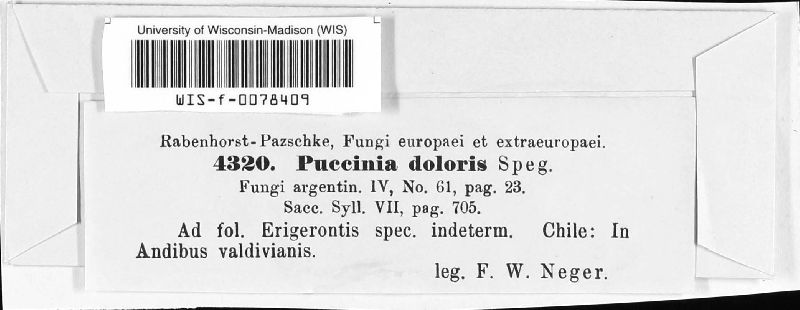 University of Wisconsin-Madison (WIS)
WIS-f-0078409
Rabenhorst-Pazschke, Fungi europaei et extraeuropaei.
4320. Puccinia doloris Speg.
Fungi argentin. IV, No. 61, pag. 23.
Sacc. Syll. VII, pag. 705.
Ad fol. Erigerontis spec. indeterm. Chile: In
Andibus valdivianis.
leg. F. W. Neger.